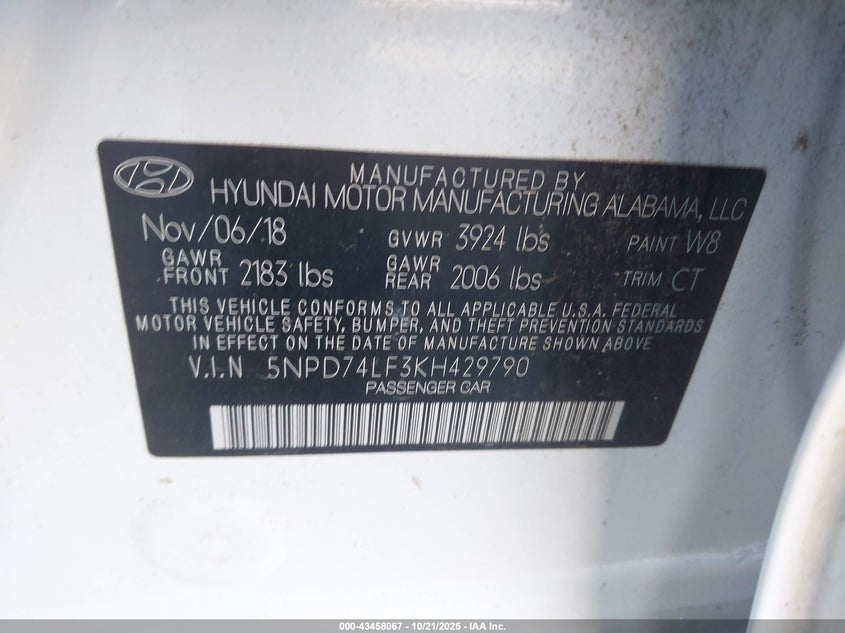 MANUFACTURED BY
HYUNDAI MOTOR MANUFACTURING ALABAMA, LLC
Nov/06/18 GVWR 3924 lbs PAINT W8
GAWR FRONT 2183 lbs GAWR REAR 2006 lbs TRIM CT
THIS VEHICLE CONFORMS TO ALL APPLICABLE U.S.A. FEDERAL
MOTOR VEHICLE SAFETY, BUMPER, AND THEFT PREVENTION STANDARDS
IN EFFECT ON THE DATE OF MANUFACTURE SHOWN ABOVE
V.I.N 5NPD74LF3KH429790
PASSENGER CAR
000-43458067 - 10/21/2025 - IAA Inc.